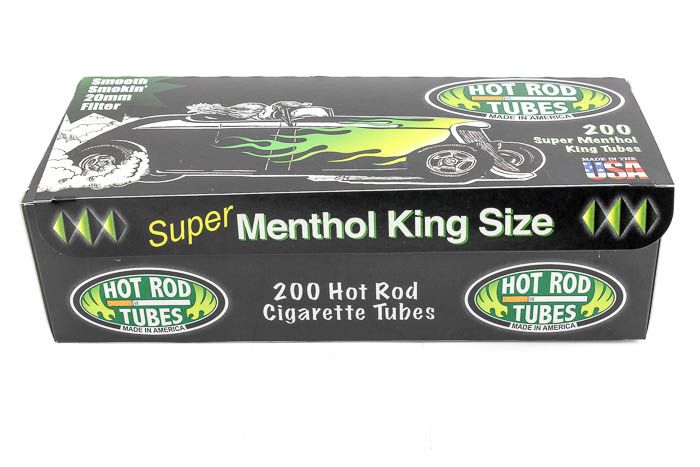 Smooth
Smokin'
20mm
Filter
HOT ROD
TUBES
MADE IN AMERICA
200
Super Menthol
King Tubes
MADE IN THE
USA
Super Menthol King Size
HOT ROD
TUBES
MADE IN AMERICA
200 Hot Rod
Cigarette Tubes
HOT ROD
TUBES
MADE IN AMERICA